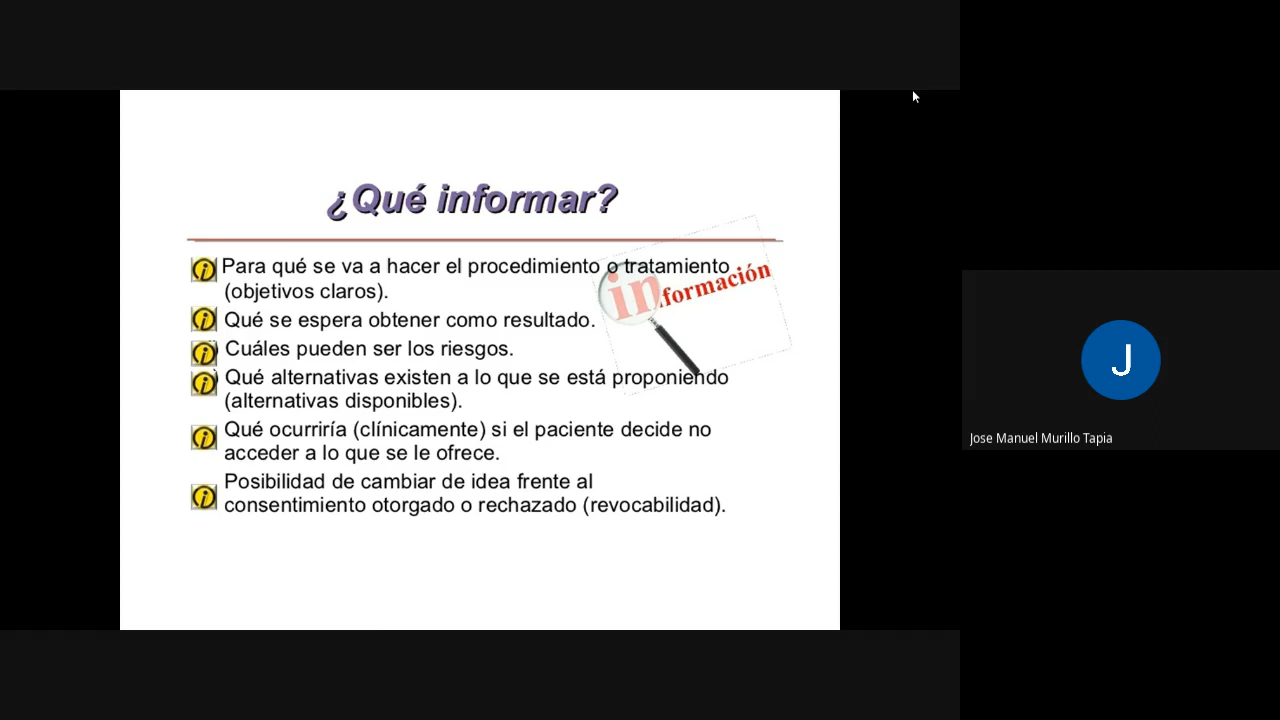 ¿Qué informar?
Para qué se va a hacer el procedimiento o tratamiento
(objetivos claros).
información
Qué se espera obtener como resultado.
Cuáles pueden ser los riesgos.
Qué alternativas existen a lo que se está proponiendo
(alternativas disponibles).
Qué ocurriría (clínicamente) si el paciente decide no
acceder a lo que se le ofrece.
Posibilidad de cambiar de idea frente al
consentimiento otorgado o rechazado (revocabilidad).
J
Jose Manuel Murillo Tapia